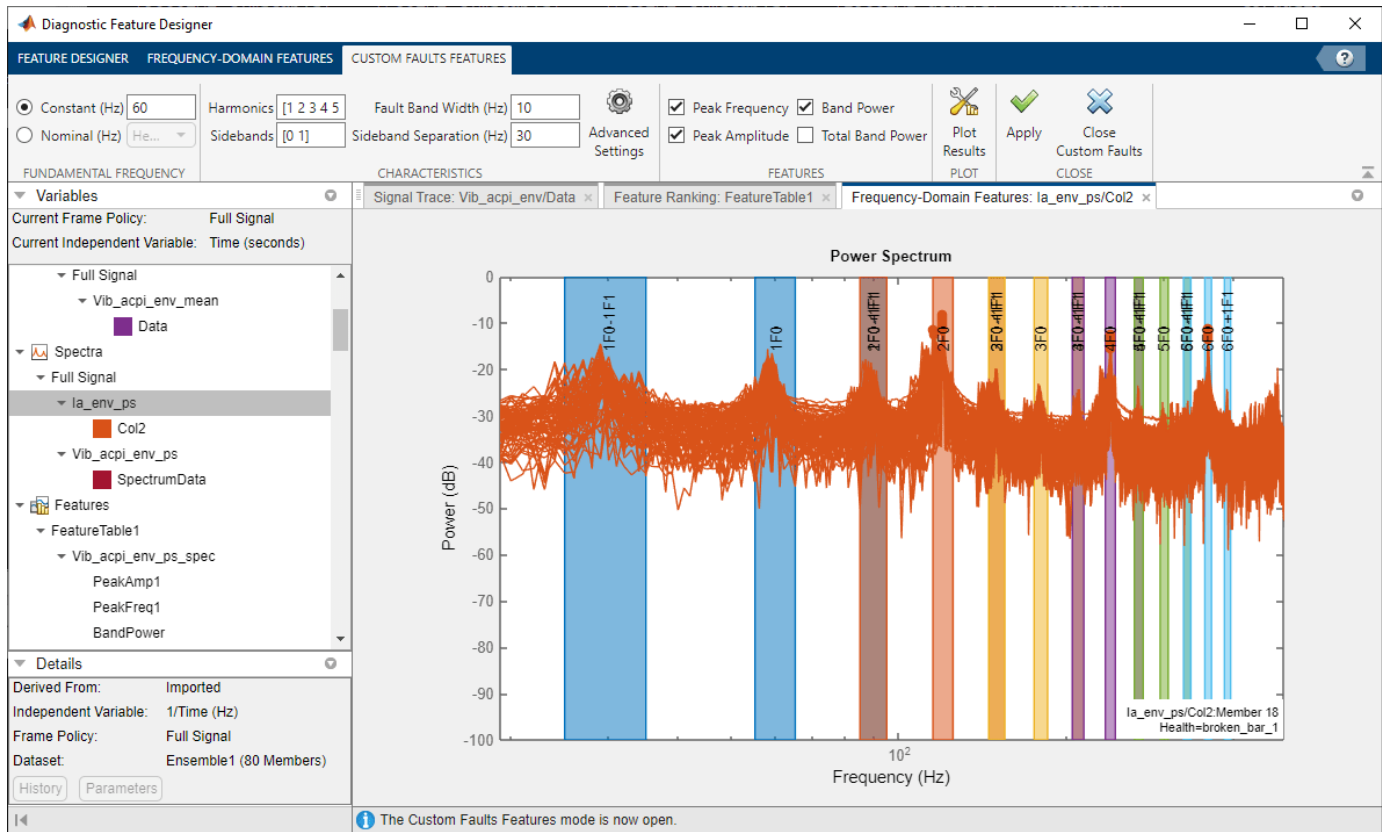 Diagnostic Feature Designer
FEATURE DESIGNER FREQUENCY-DOMAIN FEATURES CUSTOM FAULTS FEATURES
Constant (Hz) 60 Harmonics [1 2 3 4 5 Fault Band Width (Hz) 10 Peak Frequency Band Power
Nominal (Hz) He... Sidebands [0 1] Sideband Separation (Hz) 30 Advanced Settings Peak Amplitude Total Band Power Plot Results Apply Close Custom Faults
FUNDAMENTAL FREQUENCY CHARACTERISTICS FEATURES PLOT CLOSE
Variables
Current Frame Policy: Full Signal
Current Independent Variable: Time (seconds)
Full Signal
Vib_acpi_env_mean
Data
Spectra
Full Signal
Ia_env_ps
Col2
Vib_acpi_env_ps
SpectrumData
Features
FeatureTable1
Vib_acpi_env_ps_spec
PeakAmp1
PeakFreq1
BandPower
Details
Derived From: Imported
Independent Variable: 1/Time (Hz)
Frame Policy: Full Signal
Dataset: Ensemble1 (80 Members)
History Parameters
Signal Trace: Vib_acpi_env/Data Feature Ranking: FeatureTable1 Frequency-Domain Features: Ia_env_ps/Col2
Power Spectrum
0
-10
-20
-30
-40
-50
-60
-70
-80
-90
-100
Power (dB)
1F0-1F1
1F0
2F0
3F0
4F0
5F0
6F0
6F0+1F1
Ia_env_ps/Col2:Member 18
Health=broken_bar_1
10²
Frequency (Hz)
The Custom Faults Features mode is now open.